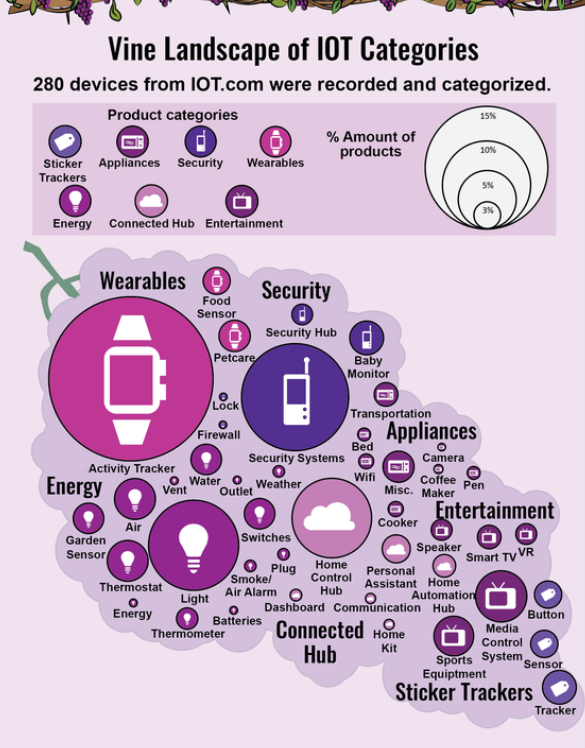 Vine Landscape of IOT Categories
280 devices from IOT.com were recorded and categorized.
Product categories
Sticker
Trackers
Appliances
Security
Wearables
Energy
Connected Hub
Entertainment
% Amount of
products
15%
10%
5%
3%
Wearables
Food
Sensor
Security
Security Hub
Petcare
Baby
Monitor
Lock
Transportation
Firewall
Activity Tracker
Security Systems
Bed
Appliances
Camera
Energy
Vent
Water
Outlet
Weather
Wifi
Misc.
Coffee
Maker
Pen
Air
Garden
Sensor
Switches
Cooker
Entertainment
Speaker
Smart TV
VR
Thermostat
Light
Smoke/
Air Alarm
Plug
Home
Control
Hub
Personal
Assistant
Home
Automation
Hub
Energy
Thermometer
Batteries
Dashboard
Communication
Connected
Hub
Home
Kit
Media
Control
System
Button
Sports
Equiptment
Sensor
Sticker Trackers
Tracker